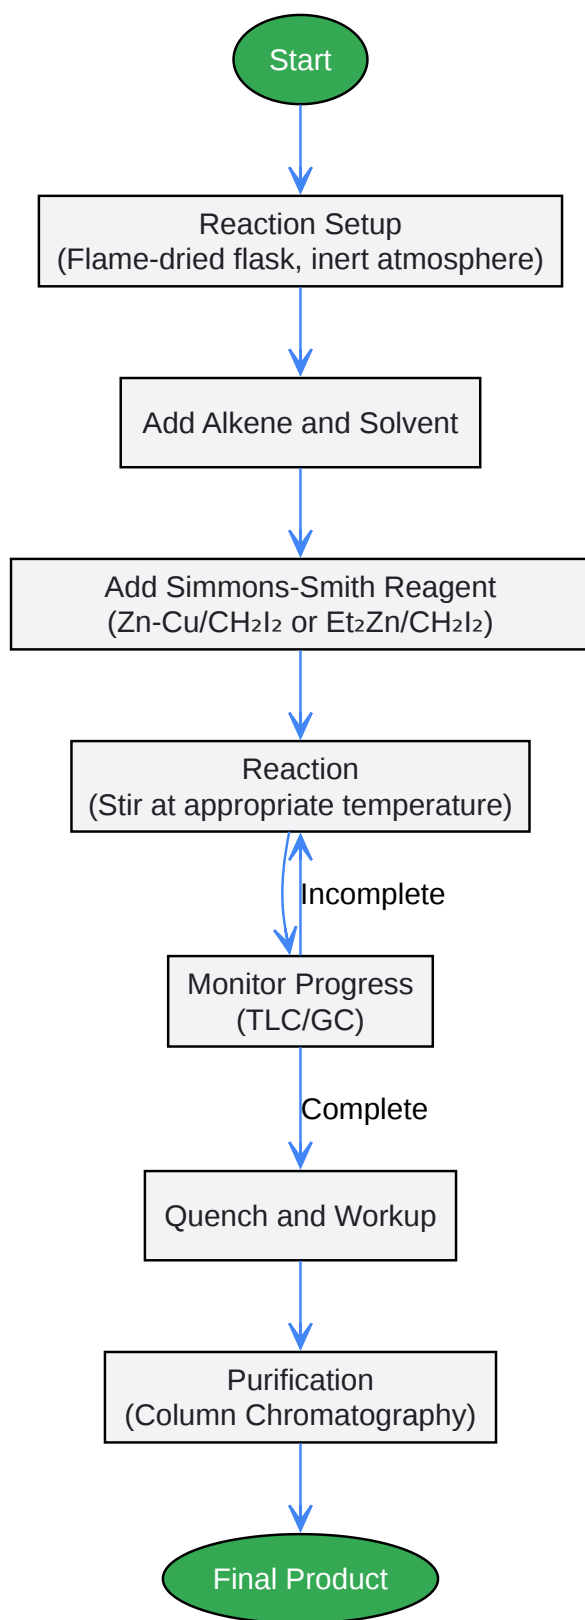 Start
Reaction Setup
(Flame-dried flask, inert atmosphere)
Add Alkene and Solvent
Add Simmons-Smith Reagent
(Zn-Cu/CH₂I₂ or Et₂Zn/CH₂I₂)
Reaction
(Stir at appropriate temperature)
Incomplete
Monitor Progress
(TLC/GC)
Complete
Quench and Workup
Purification
(Column Chromatography)
Final Product